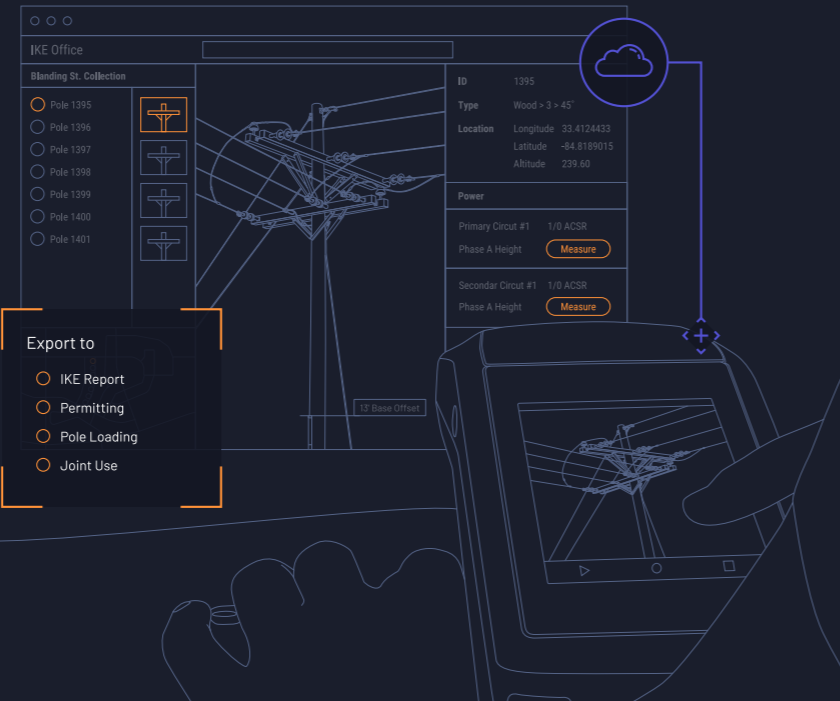 IKE Office
Blanding St. Collection
Pole 1395
Pole 1396
Pole 1397
Pole 1398
Pole 1399
Pole 1400
Pole 1401
ID 1395
Type Wood > 3 > 45'
Location Longitude 33.4124433
Latitude -84.8189015
Altitude 239.60
Power
Primary Circut #1 1/0 ACSR
Phase A Height Measure
Secondar Circut #1 1/0 ACSR
Phase A Height Measure
13' Base Offset
Export to
IKE Report
Permitting
Pole Loading
Joint Use